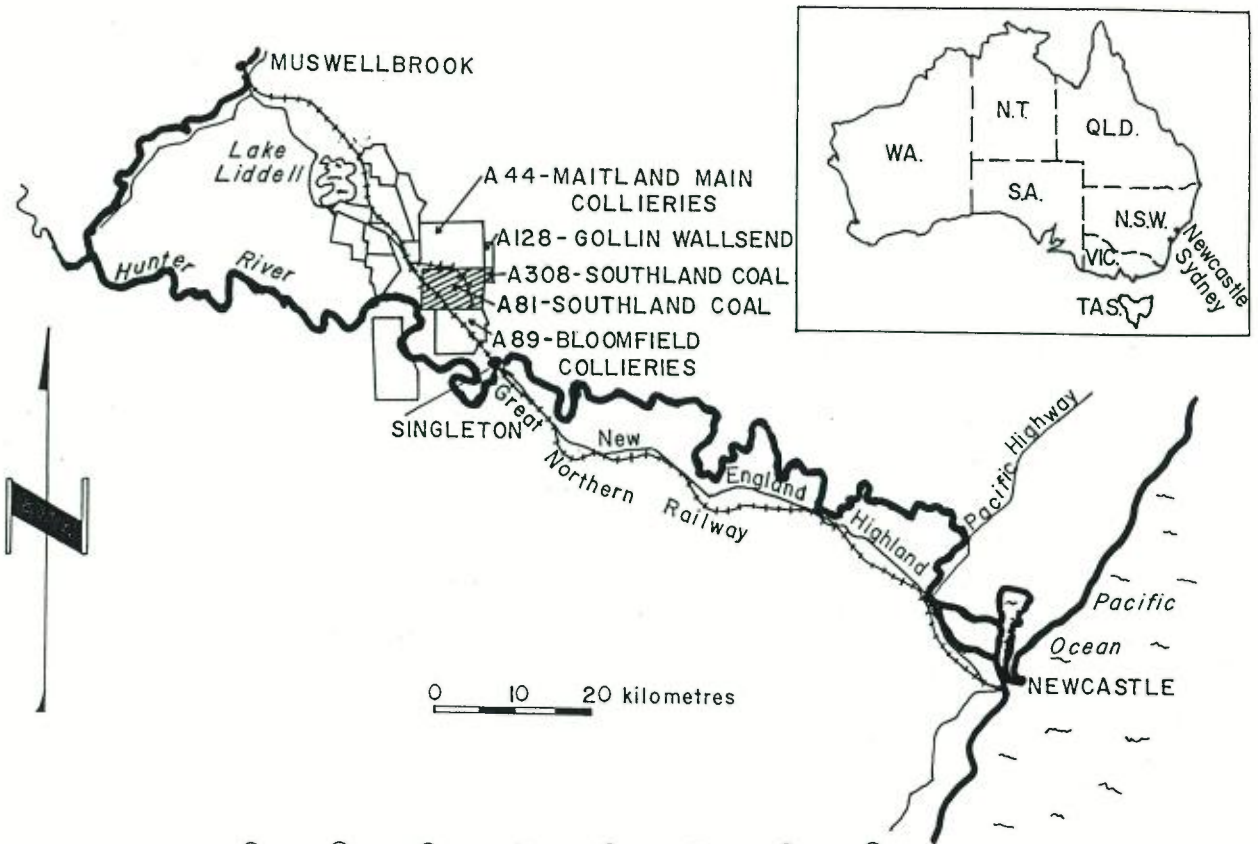 MUSWELLBROOK
Lake
Liddell
A44-MAITLAND MAIN
COLLIERIES
A128-GOLLIN WALLSEND
A308-SOUTHLAND COAL
A81-SOUTHLAND COAL
A89-BLOOMFIELD
COLLIERIES
Hunter River
SINGLETON
Great
Northern
Railway
New
England
Highland
Pacific Highway
Pacific
Ocean
NEWCASTLE
0 10 20 kilometres
WA.
N.T.
QLD.
S.A.
N.S.W.
VIC.
TAS.
Newcastle
Sydney